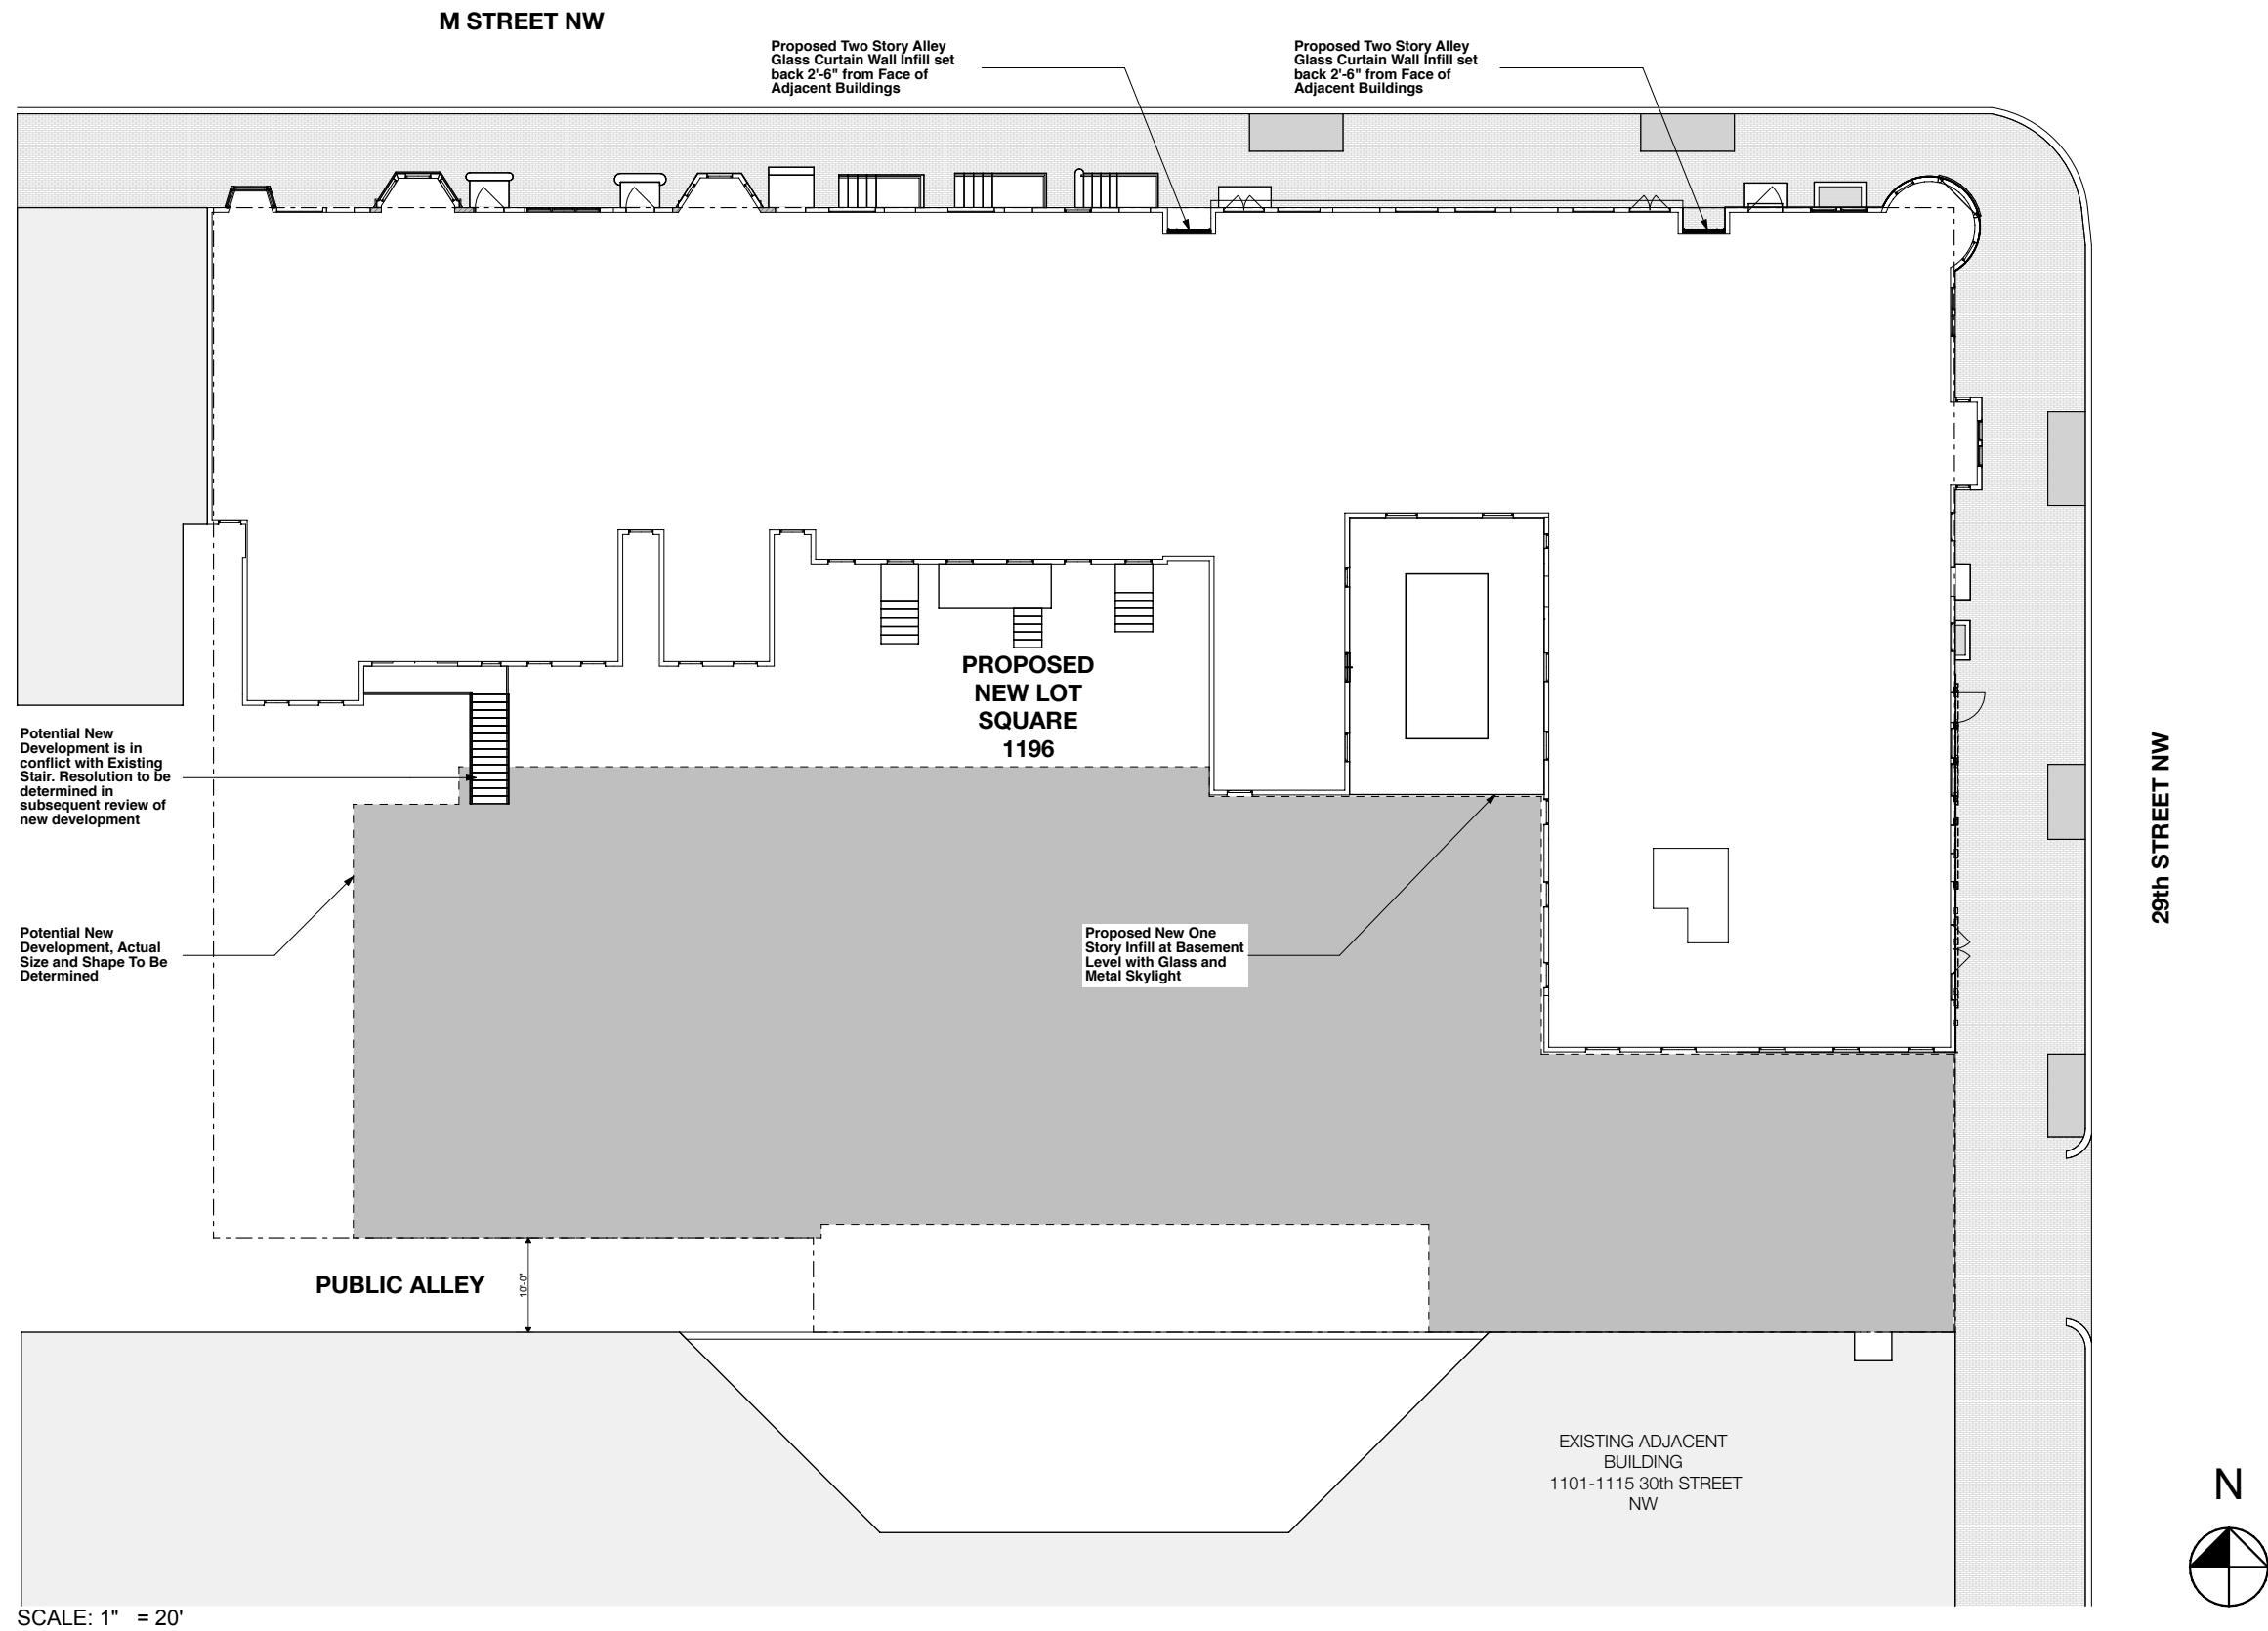 M STREET NW
Proposed Two Story Alley
Glass Curtain Wall Infill set
back 2'-6" from Face of
Adjacent Buildings
Proposed Two Story Alley
Glass Curtain Wall Infill set
back 2'-6" from Face of
Adjacent Buildings
PROPOSED
NEW LOT
SQUARE
1196
Potential New
Development is in
conflict with Existing
Stair. Resolution to be
determined in
subsequent review of
new development
29th STREET NW
Potential New
Development, Actual
Size and Shape To Be
Determined
Proposed New One
Story Infill at Basement
Level with Glass and
Metal Skylight
PUBLIC ALLEY
10'-0"
EXISTING ADJACENT
BUILDING
1101-1115 30th STREET
NW
N
SCALE: 1" = 20'